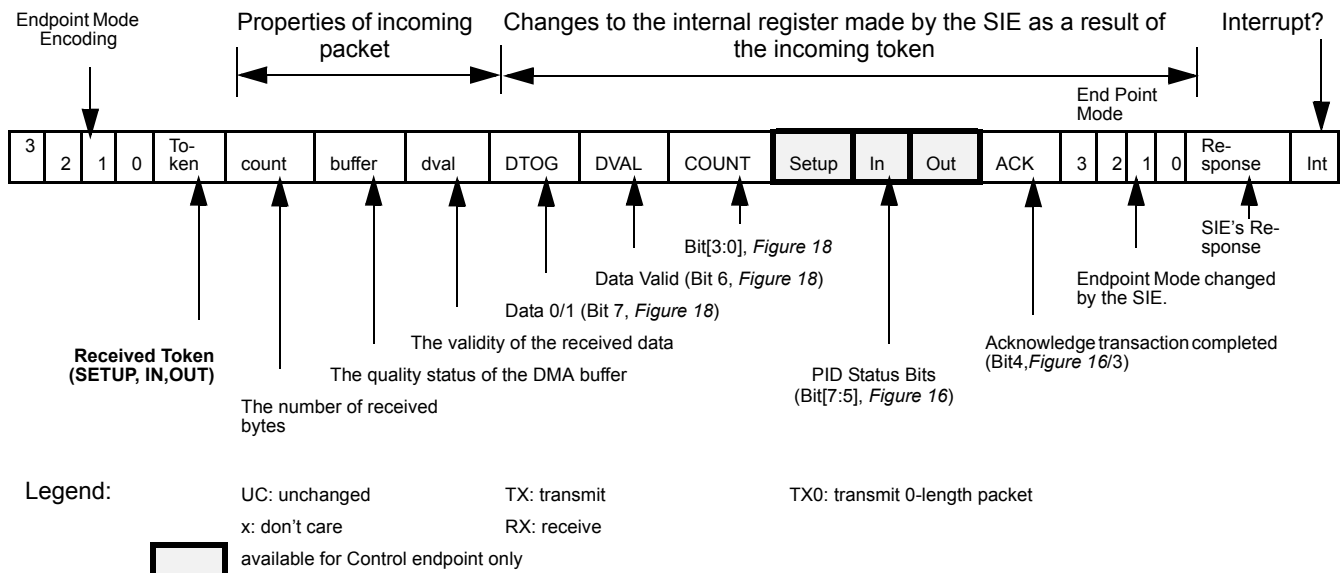 Endpoint Mode
Encoding
Properties of incoming
packet
Changes to the internal register made by the SIE as a result of
the incoming token
Interrupt?
End Point
Mode
3 2 1 0 To-
ken count buffer dval DTOG DVAL COUNT Setup In Out ACK 3 2 1 0 Re-
sponse Int
Received Token
(SETUP, IN,OUT)
The number of received
bytes
The quality status of the DMA buffer
The validity of the received data
Data 0/1 (Bit 7, Figure 18)
Data Valid (Bit 6, Figure 18)
Bit[3:0], Figure 18
PID Status Bits
(Bit[7:5], Figure 16)
Acknowledge transaction completed
(Bit4,Figure 16/3)
Endpoint Mode changed
by the SIE.
SIE's Re-
sponse
Legend:
UC: unchanged
TX: transmit
TX0: transmit 0-length packet
x: don't care
RX: receive
available for Control endpoint only